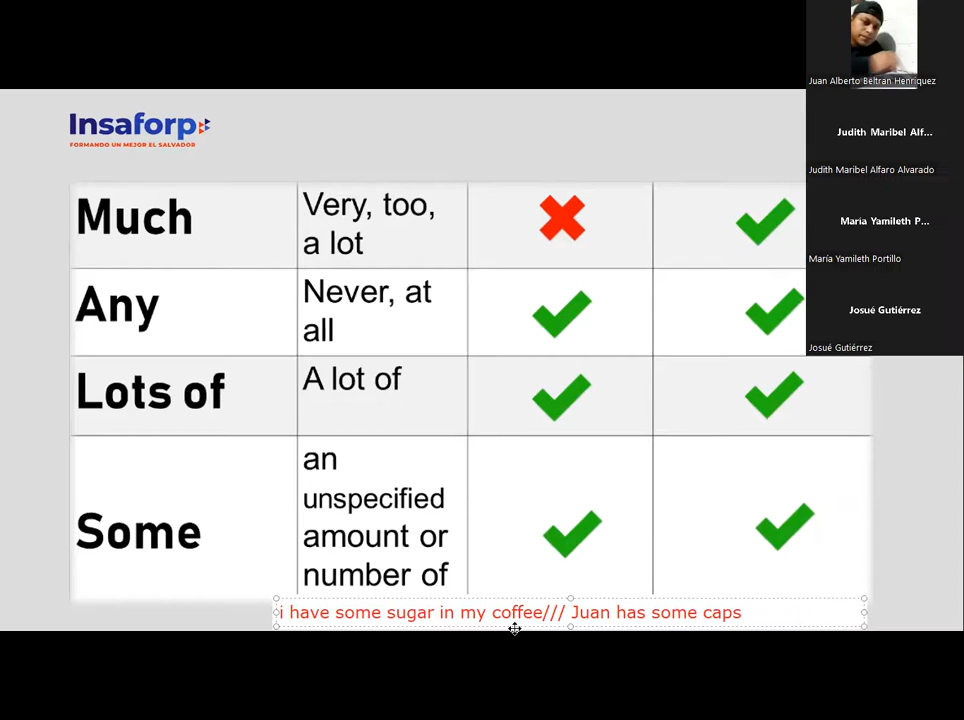 Insaforp
FORMANDO UN MEJOR EL SALVADOR
Much
Very, too,
a lot
Any
Never, at
all
Lots of
A lot of
Some
an
unspecified
amount or
number of
i have some sugar in my coffee/// Juan has some caps
Juan Alberto Beltran Henriquez
Judith Maribel Alf...
Judith Maribel Alfaro Alvarado
María Yamileth P...
María Yamileth Portillo
Josué Gutiérrez
Josué Gutiérrez